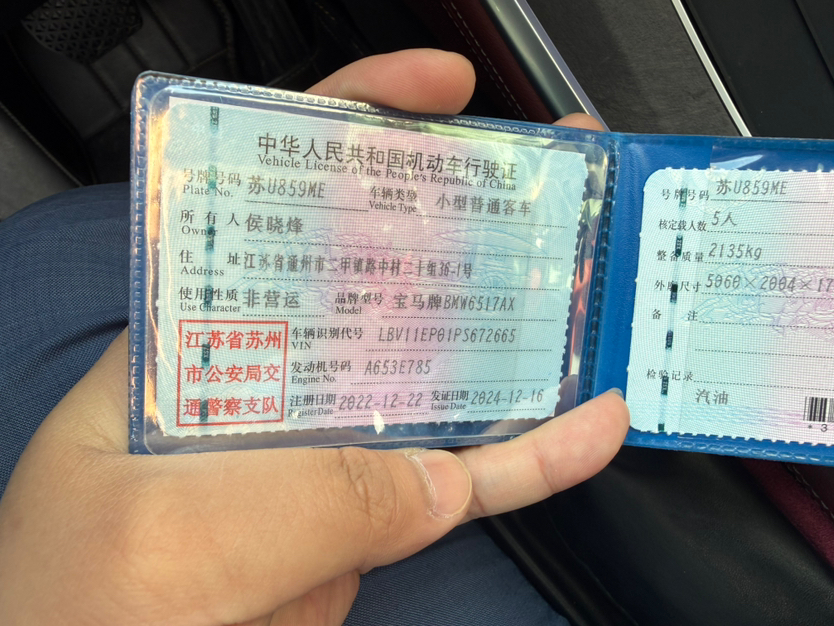 中华人民共和国机动车行驶证
Vehicle License of the People's Republic of China
号牌号码 苏U859ME 车辆类型 小型普通客车
Plate No. Vehicle Type
所有人 侯晓烽
Owner
住址 江苏省通州市二甲镇路中村二十组36-1号
Address
使用性质 非营运 品牌型号 宝马牌BMW6517AX
Use Character Model
江苏省苏州
市公安局交
通警察支队
车辆识别代号 LBV11EP01PS672665
VIN
发动机号码 A653E785
Engine No.
注册日期 2022-12-22 发证日期 2024-12-16
Register Date Issue Date
号牌号码 苏U859ME
核定载人数 5人
整备质量 2135kg
外廓尺寸 5060×2004×17
备注
检验记录
汽油
*3